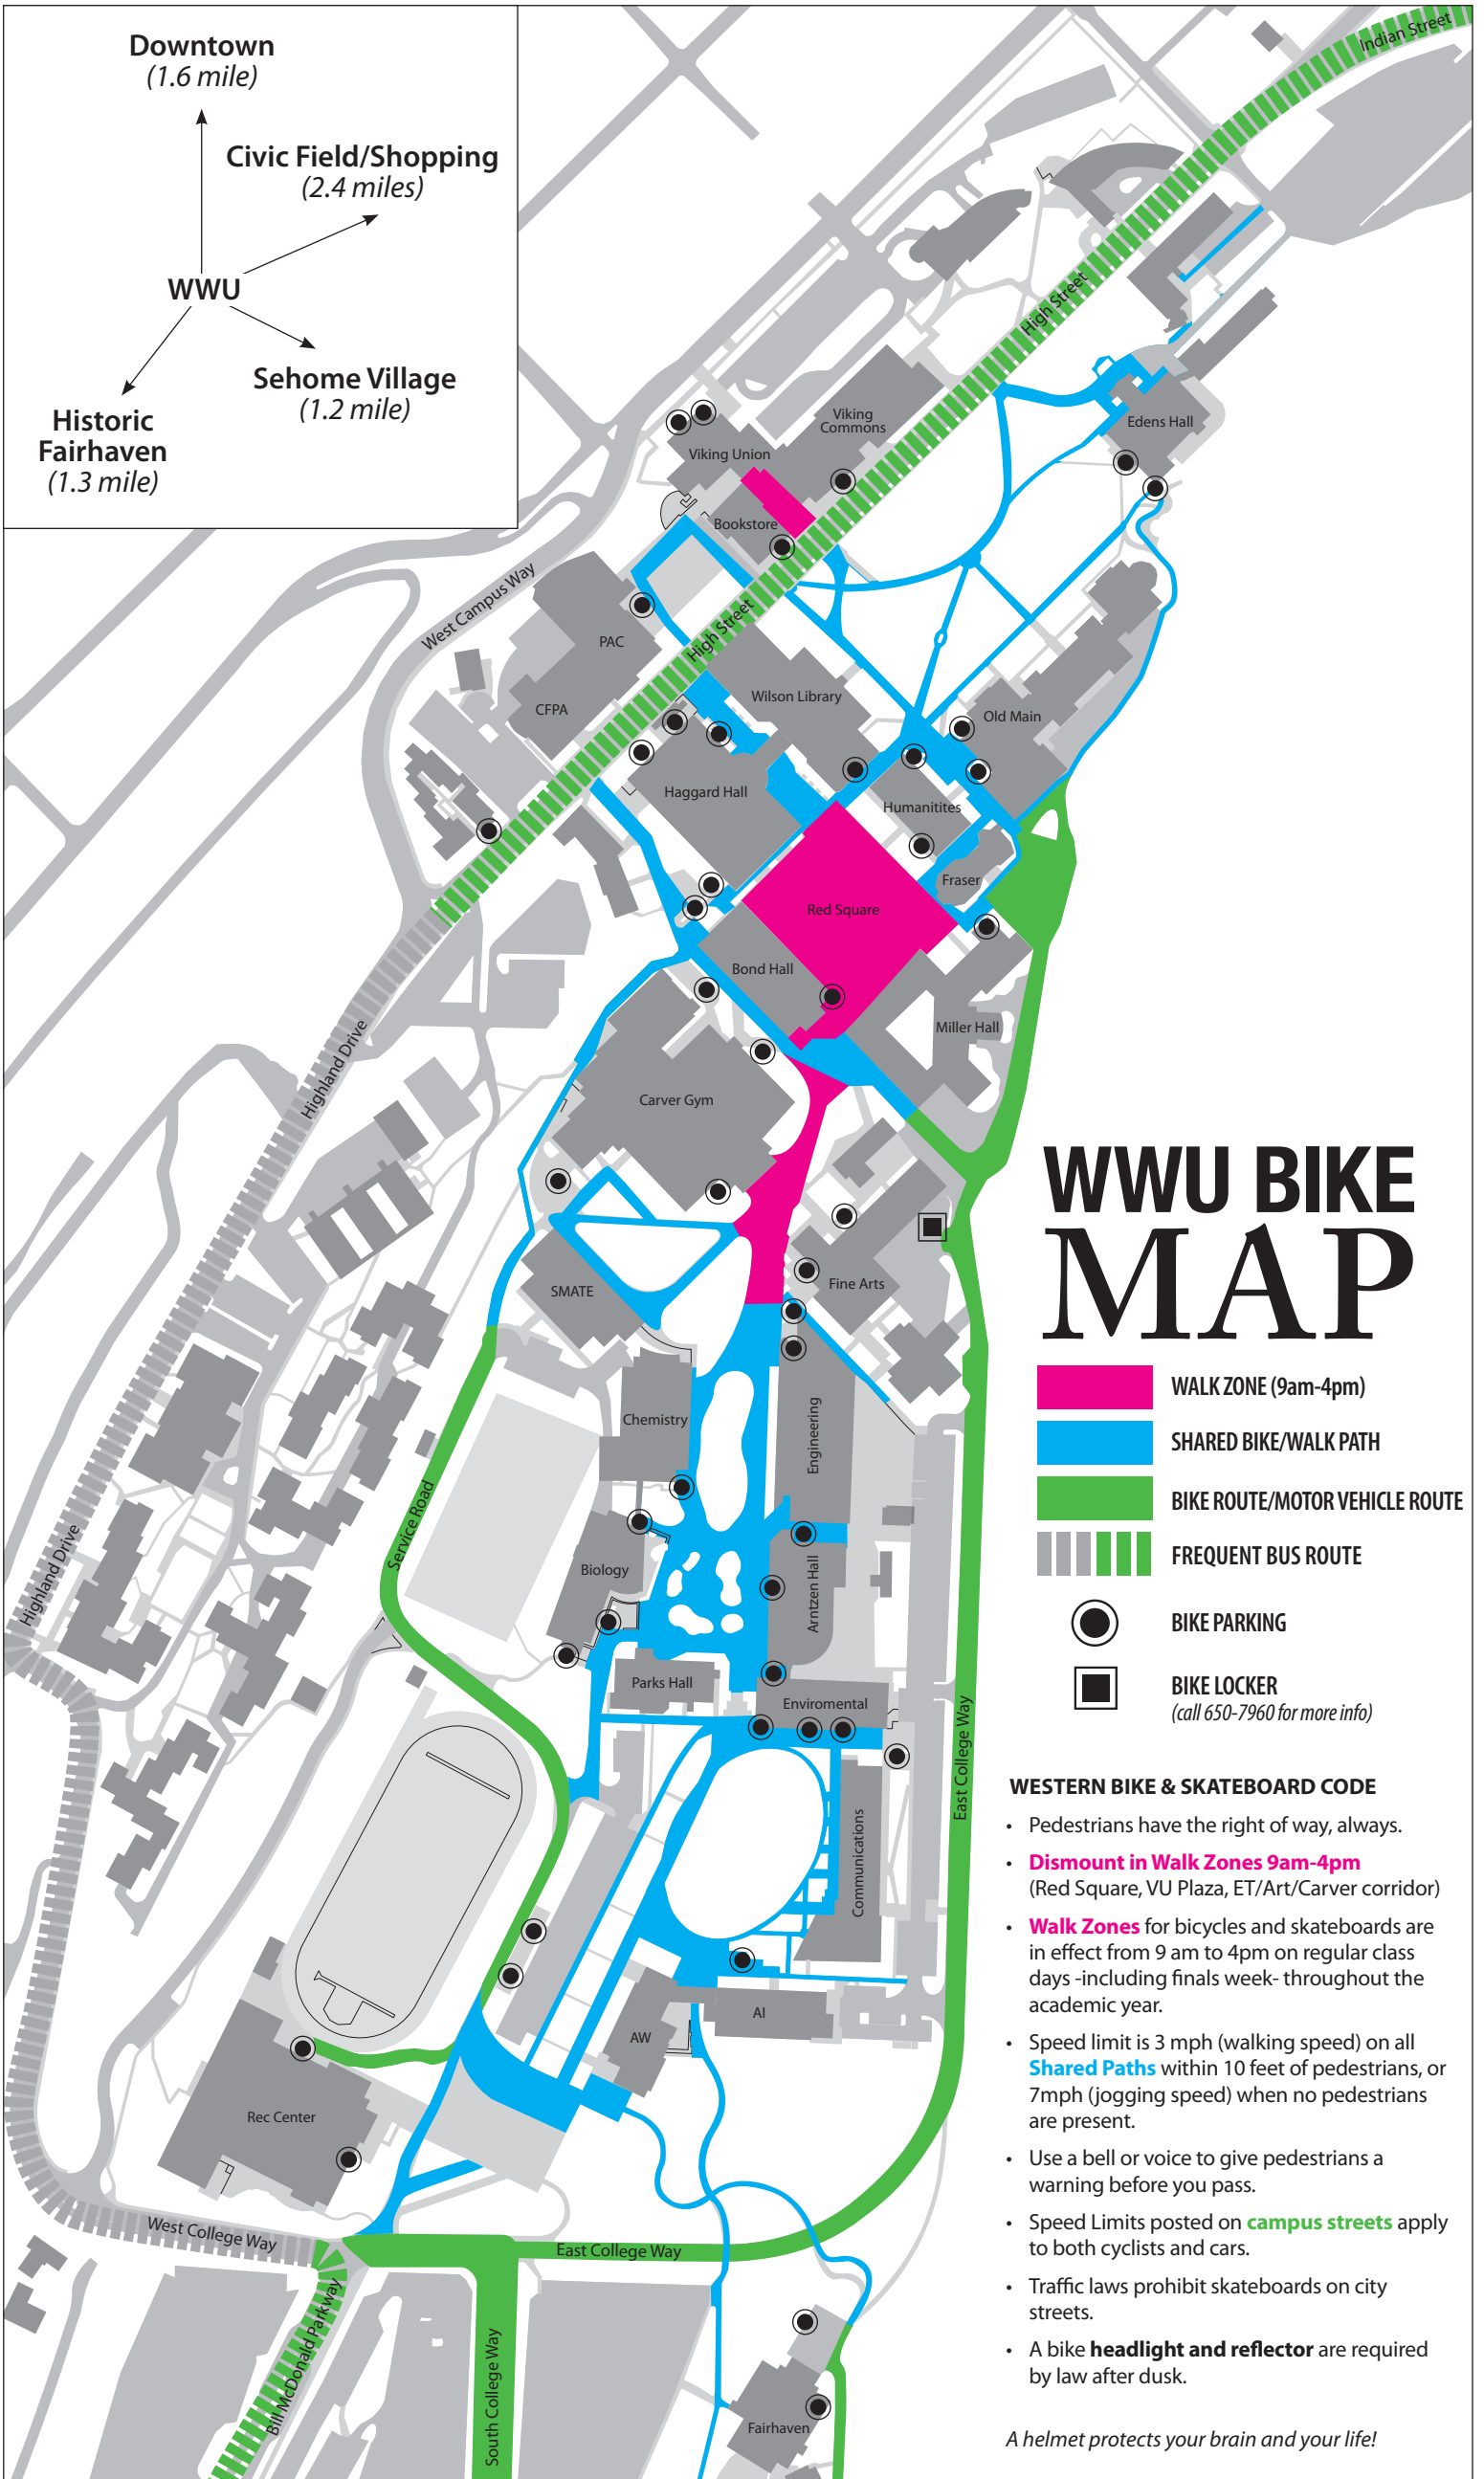 Downtown
(1.6 mile)
Civic Field/Shopping
(2.4 miles)
WWU
Sehome Village
(1.2 mile)
Historic
Fairhaven
(1.3 mile)
Indian Street
High Street
Viking
Commons
Edens Hall
Viking Union
Bookstore
West Campus Way
High Street
PAC
CFPA
Wilson Library
Old Main
Haggard Hall
Humanitites
Fraser
Red Square
Bond Hall
Miller Hall
Highland Drive
Carver Gym
SMATE
Fine Arts
Chemistry
Engineering
Service Road
Highland Drive
Biology
Arntzen Hall
Parks Hall
Enviromental
East College Way
Communications
AI
AW
Rec Center
West College Way
East College Way
Bill McDonald Parkway
South College Way
Fairhaven
WWU BIKE
MAP
WALK ZONE (9am-4pm)
SHARED BIKE/WALK PATH
BIKE ROUTE/MOTOR VEHICLE ROUTE
FREQUENT BUS ROUTE
BIKE PARKING
BIKE LOCKER
(call 650-7960 for more info)
WESTERN BIKE & SKATEBOARD CODE
• Pedestrians have the right of way, always.
• Dismount in Walk Zones 9am-4pm
(Red Square, VU Plaza, ET/Art/Carver corridor)
• Walk Zones for bicycles and skateboards are
in effect from 9 am to 4pm on regular class
days -including finals week- throughout the
academic year.
• Speed limit is 3 mph (walking speed) on all
Shared Paths within 10 feet of pedestrians, or
7mph (jogging speed) when no pedestrians
are present.
• Use a bell or voice to give pedestrians a
warning before you pass.
• Speed Limits posted on campus streets apply
to both cyclists and cars.
• Traffic laws prohibit skateboards on city
streets.
• A bike headlight and reflector are required
by law after dusk.
A helmet protects your brain and your life!